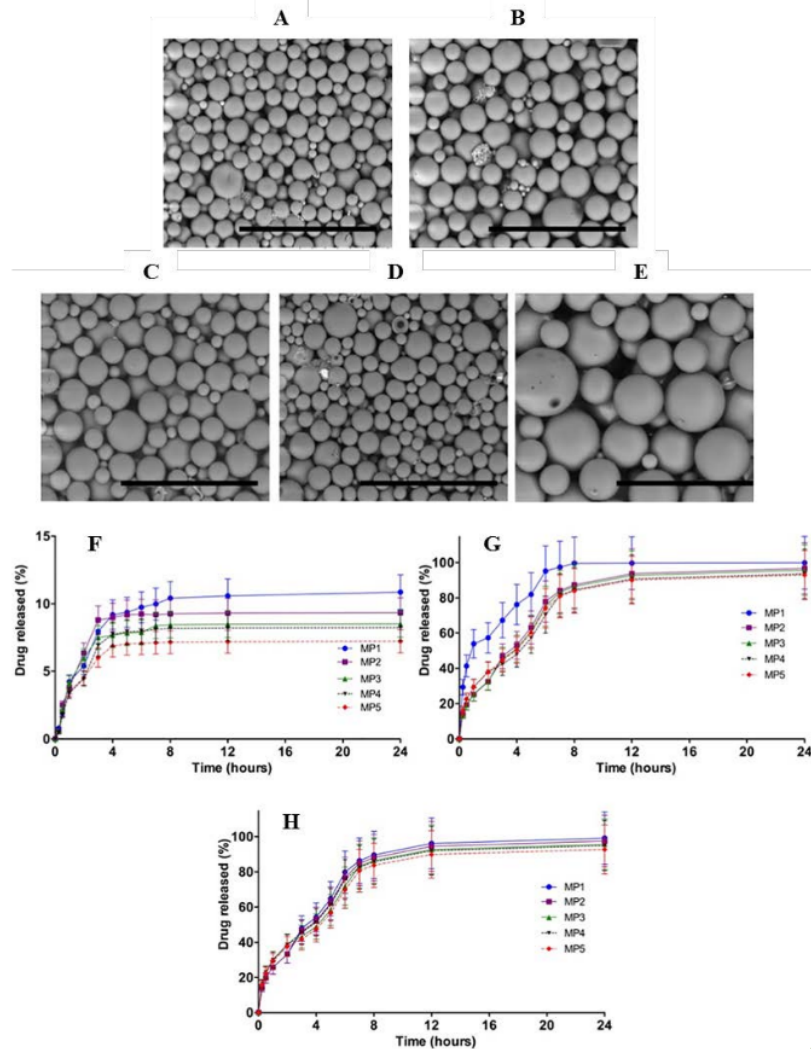 A
B
C
D
E
F
15
10
5
0
Drug released (%)
0
4
8
12
16
20
24
Time (hours)
MP1
MP2
MP3
MP4
MP5
G
100
80
60
40
20
0
Drug released (%)
0
4
8
12
16
20
24
Time (hours)
MP1
MP2
MP3
MP4
MP5
H
100
80
60
40
20
0
Drug released (%)
0
4
8
12
16
20
24
Time (hours)
MP1
MP2
MP3
MP4
MP5